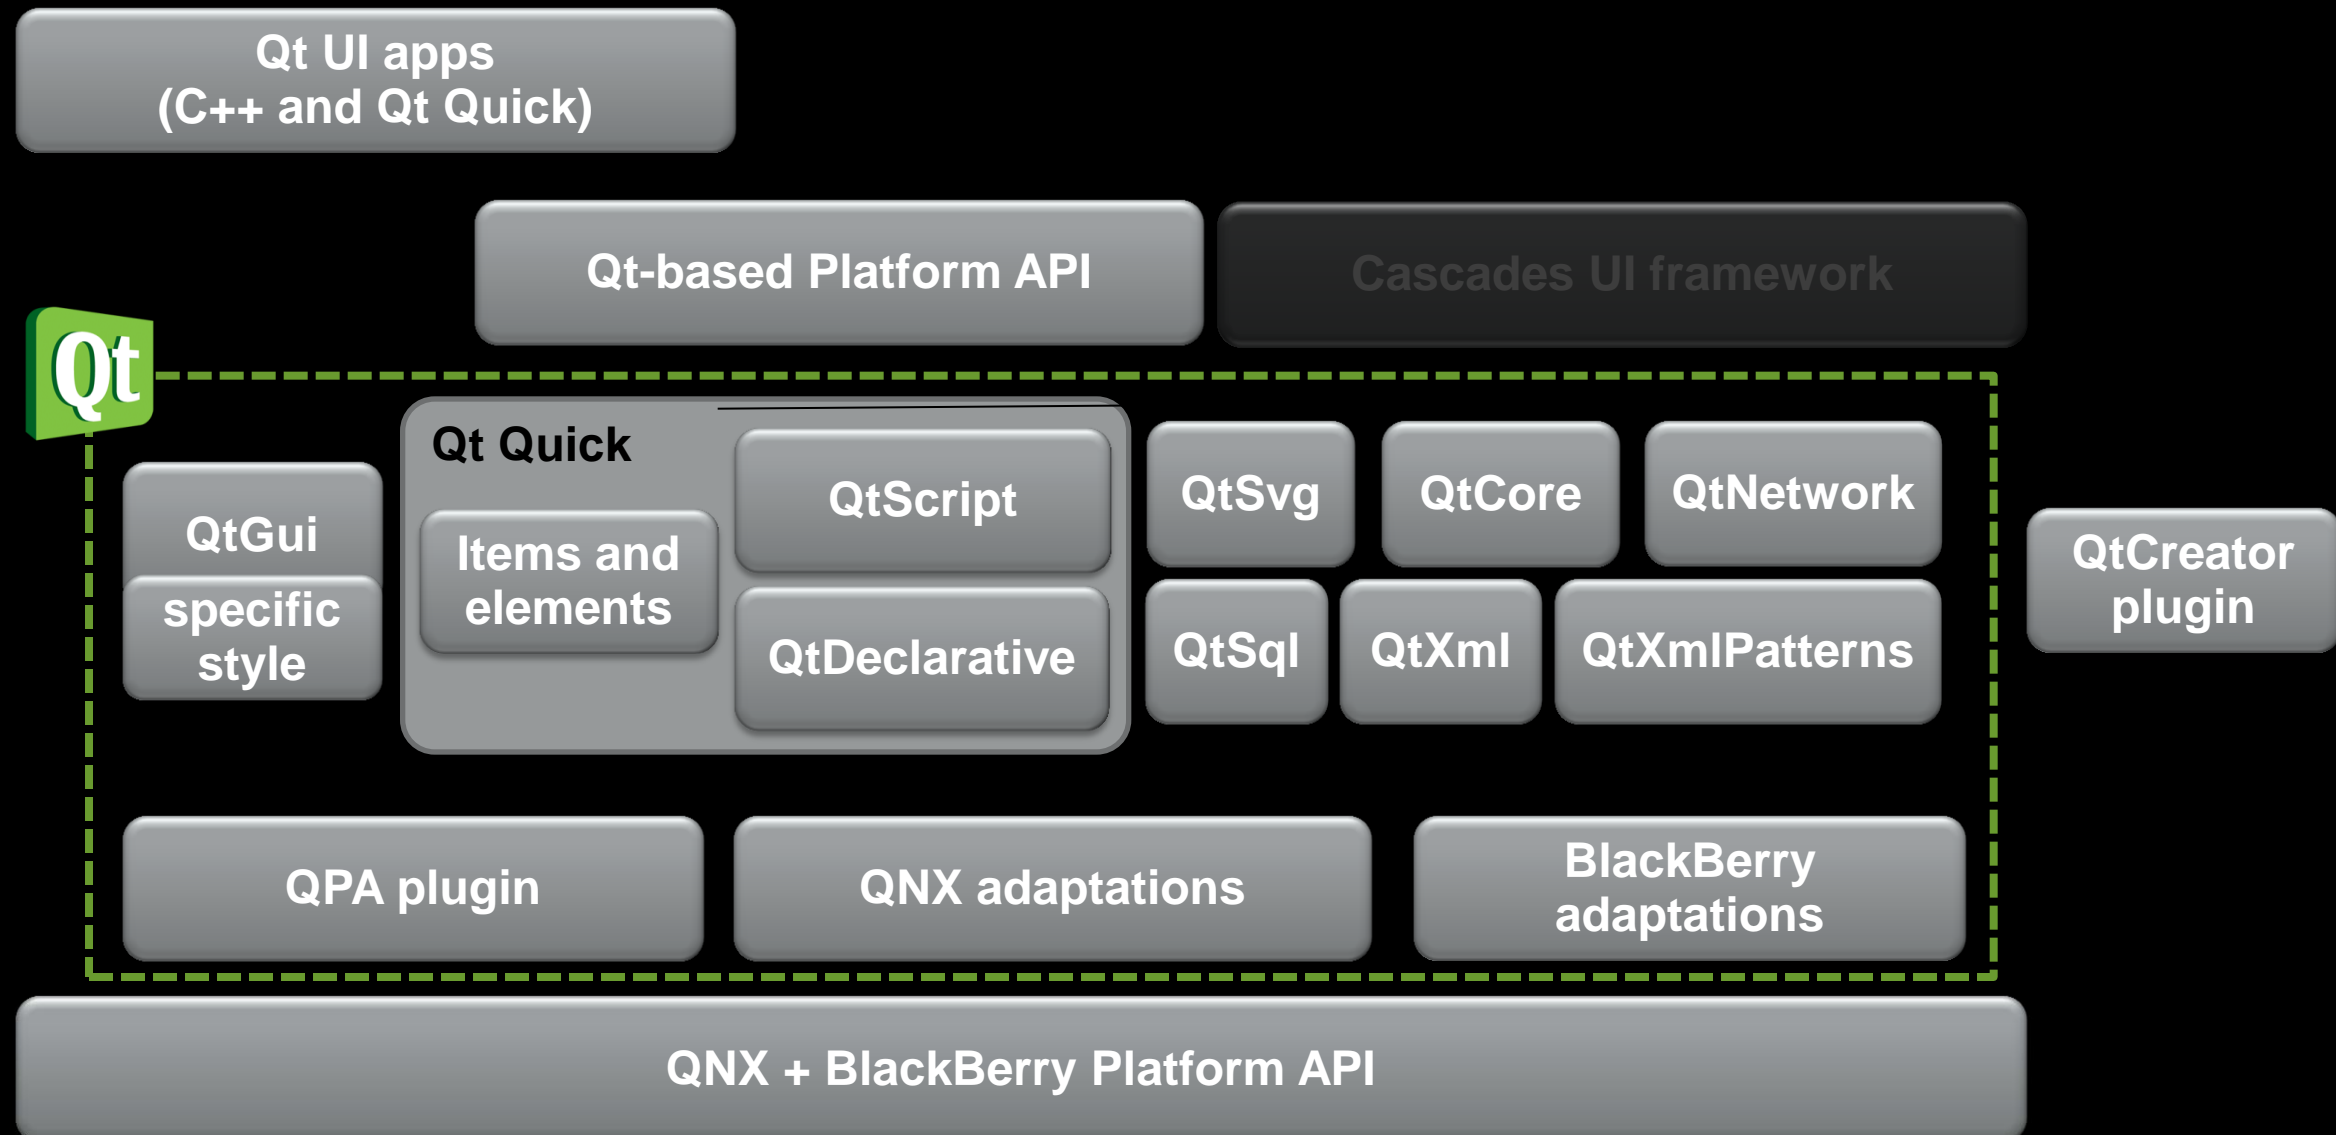 Qt UI apps
(C++ and Qt Quick)
Qt-based Platform API
Cascades UI framework
Qt
Qt Quick
QtGui
specific
style
Items and
elements
QtScript
QtDeclarative
QtSvg
QtCore
QtNetwork
QtSql
QtXml
QtXmlPatterns
QtCreator
plugin
QPA plugin
QNX adaptations
BlackBerry
adaptations
QNX + BlackBerry Platform API